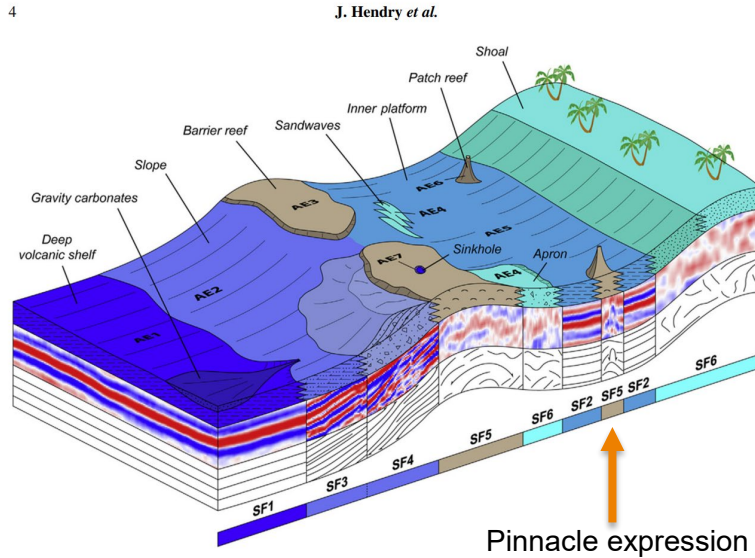 4
J. Hendry et al.
Shoal
Patch reef
Inner platform
Sandwaves
Barrier reef
Slope
Gravity carbonates
Deep
volcanic shelf
AE3
AE6
AE4
AE5
AE7
Sinkhole
AE4
Apron
AE2
AE1
SF6
SF5
SF2
SF2
SF6
SF5
SF4
SF3
SF1
Pinnacle expression